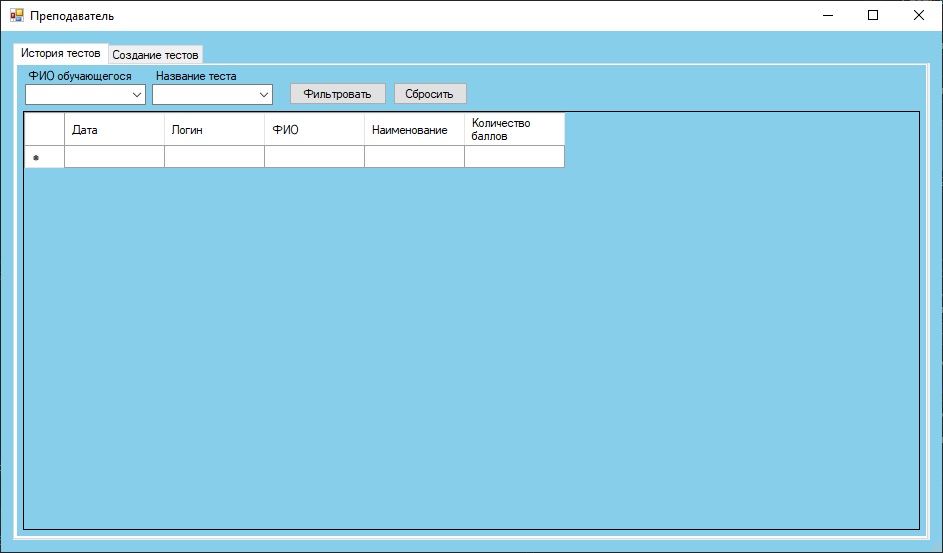 Преподаватель
История тестов Создание тестов
ФИО обучающегося Название теста
Фильтровать Сбросить
Дата Логин ФИО Наименование Количество баллов
*